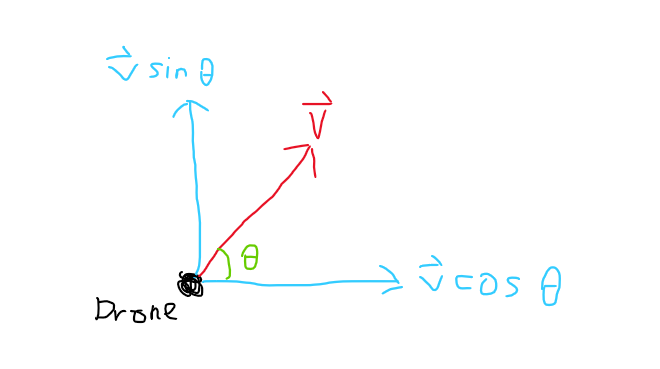 v⃗ sin θ
v⃗
θ
v⃗ cos θ
Drone